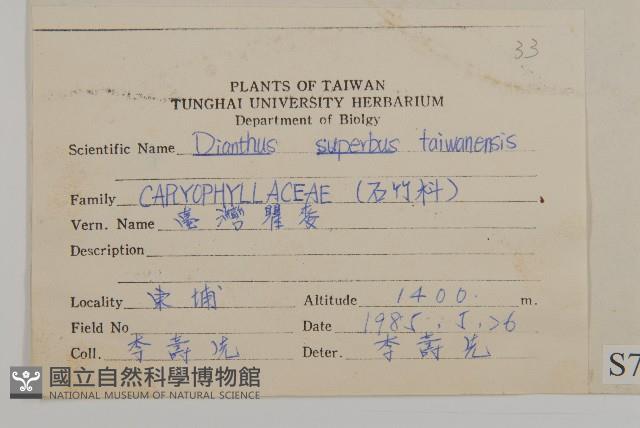 33
PLANTS OF TAIWAN
TUNGHAI UNIVERSITY HERBARIUM
Department of Biolgy
Scientific Name Dianthus superbus taiwanensis
Family CARYOPHYLLACEAE (石竹科)
Vern. Name 臺灣瞿麥
Description
Locality 東埔 Altitude 1400. m.
Field No Date 1985.5.26
Coll. 李壽先 Deter. 李壽先
S7
國立自然科學博物館
NATIONAL MUSEUM OF NATURAL SCIENCE